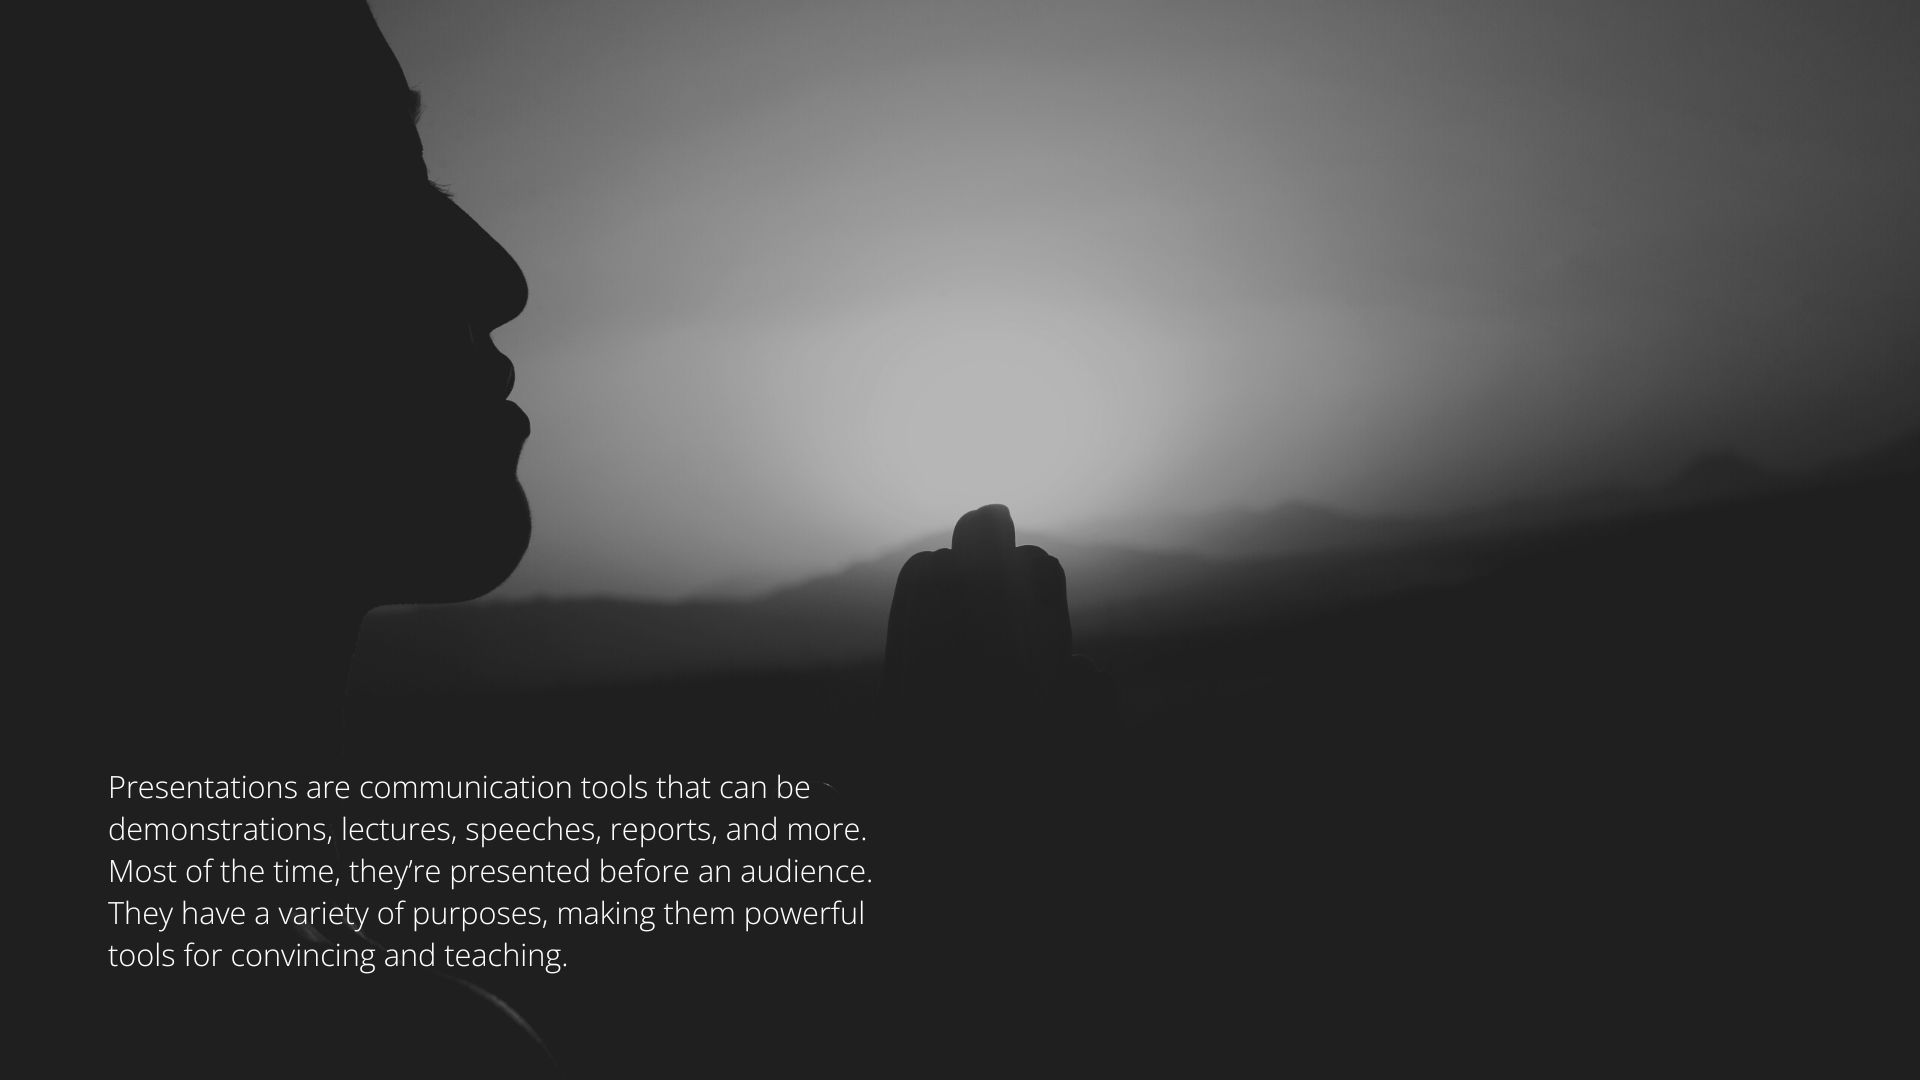 Presentations are communication tools that can be
demonstrations, lectures, speeches, reports, and more.
Most of the time, they’re presented before an audience.
They have a variety of purposes, making them powerful
tools for convincing and teaching.